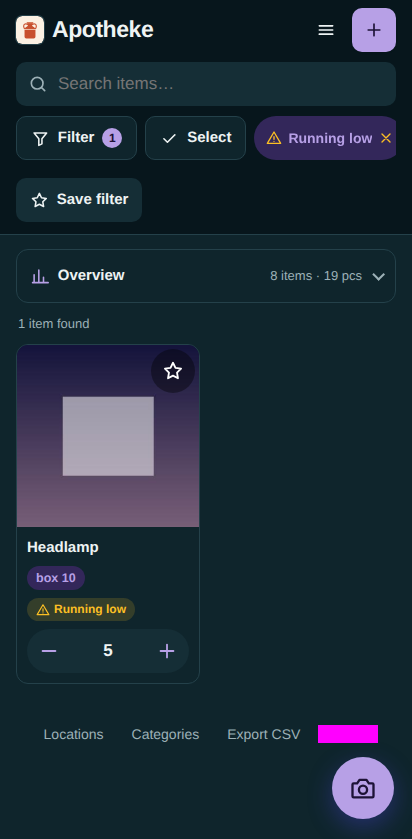 Apotheke
Search items…
Filter 1 Select Running low
Save filter
Overview 8 items · 19 pcs
1 item found
Headlamp
box 10
Running low
5
Locations Categories Export CSV